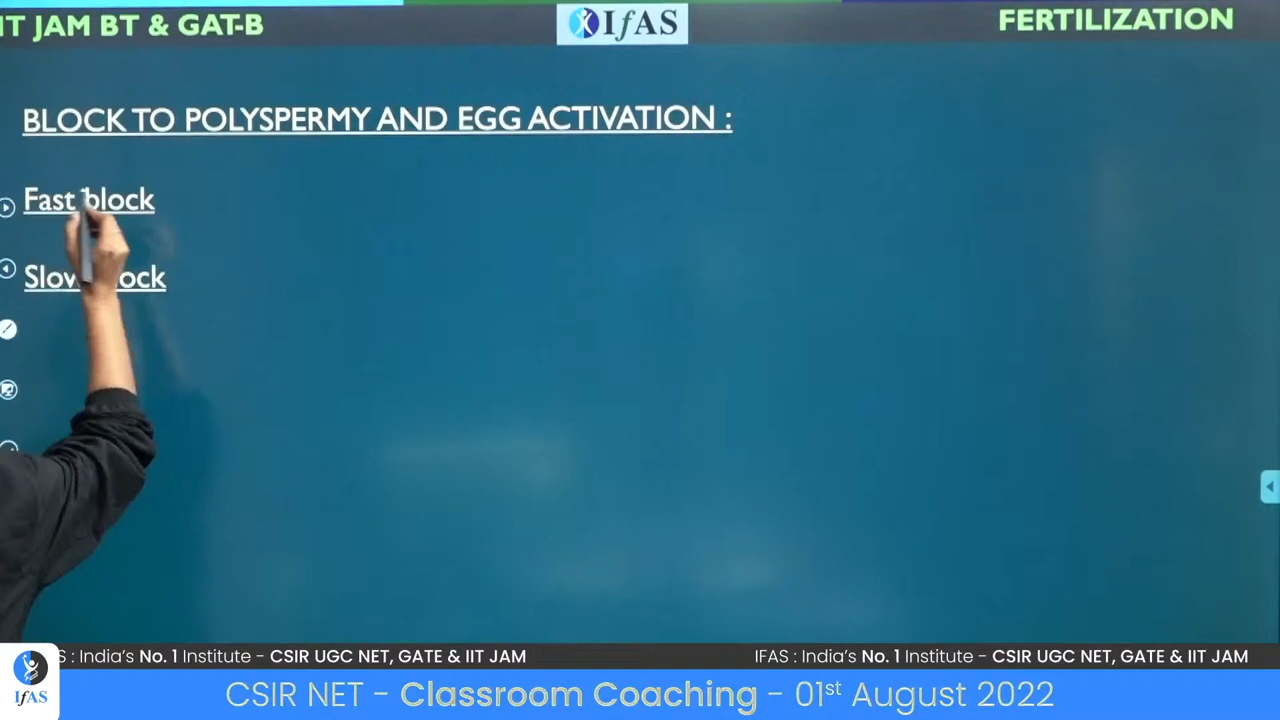 IT JAM BT & GAT-B
IfAS
FERTILIZATION
BLOCK TO POLYSPERMY AND EGG ACTIVATION :
Fast block
Slow block
S : India's No. 1 Institute - CSIR UGC NET, GATE & IIT JAM
IFAS : India's No. 1 Institute - CSIR UGC NET, GATE & IIT JAM
IfAS
CSIR NET - Classroom Coaching - 01st August 2022